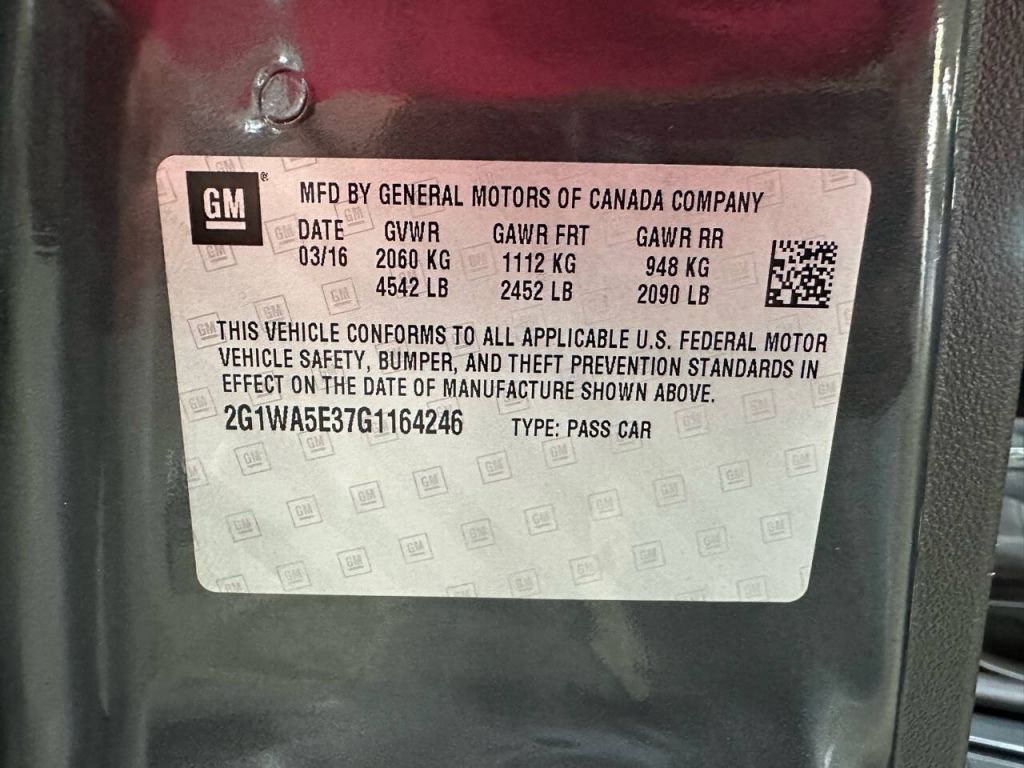 GM ® MFD BY GENERAL MOTORS OF CANADA COMPANY
DATE GVWR GAWR FRT GAWR RR
03/16 2060 KG 1112 KG 948 KG
4542 LB 2452 LB 2090 LB
THIS VEHICLE CONFORMS TO ALL APPLICABLE U.S. FEDERAL MOTOR
VEHICLE SAFETY, BUMPER, AND THEFT PREVENTION STANDARDS IN
EFFECT ON THE DATE OF MANUFACTURE SHOWN ABOVE.
2G1WA5E37G1164246 TYPE: PASS CAR